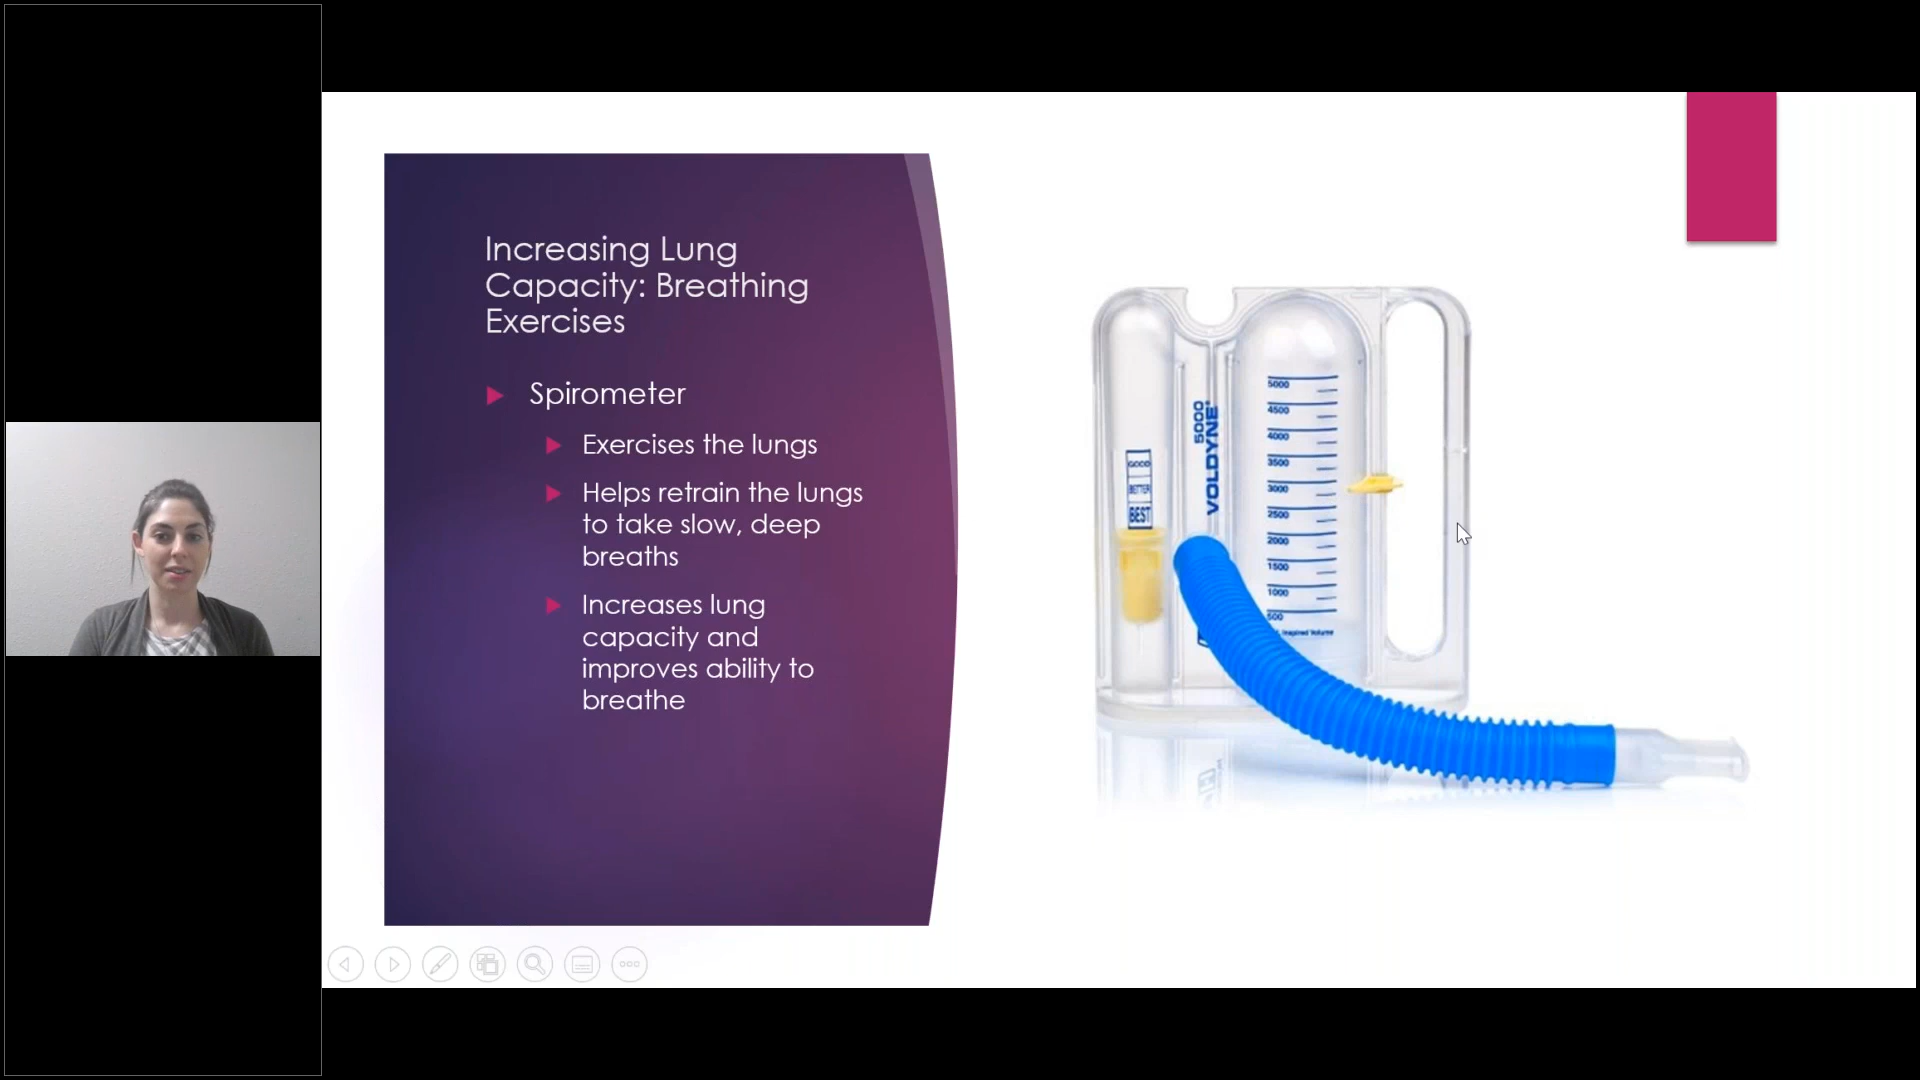 Increasing Lung
Capacity: Breathing
Exercises
Spirometer
Exercises the lungs
Helps retrain the lungs
to take slow, deep
breaths
Increases lung
capacity and
improves ability to
breathe
GOOD
BETTER
BEST
5000
VOLDYNE
5000
4500
4000
3500
3000
2500
2000
1500
1000
500
Inspired Volume